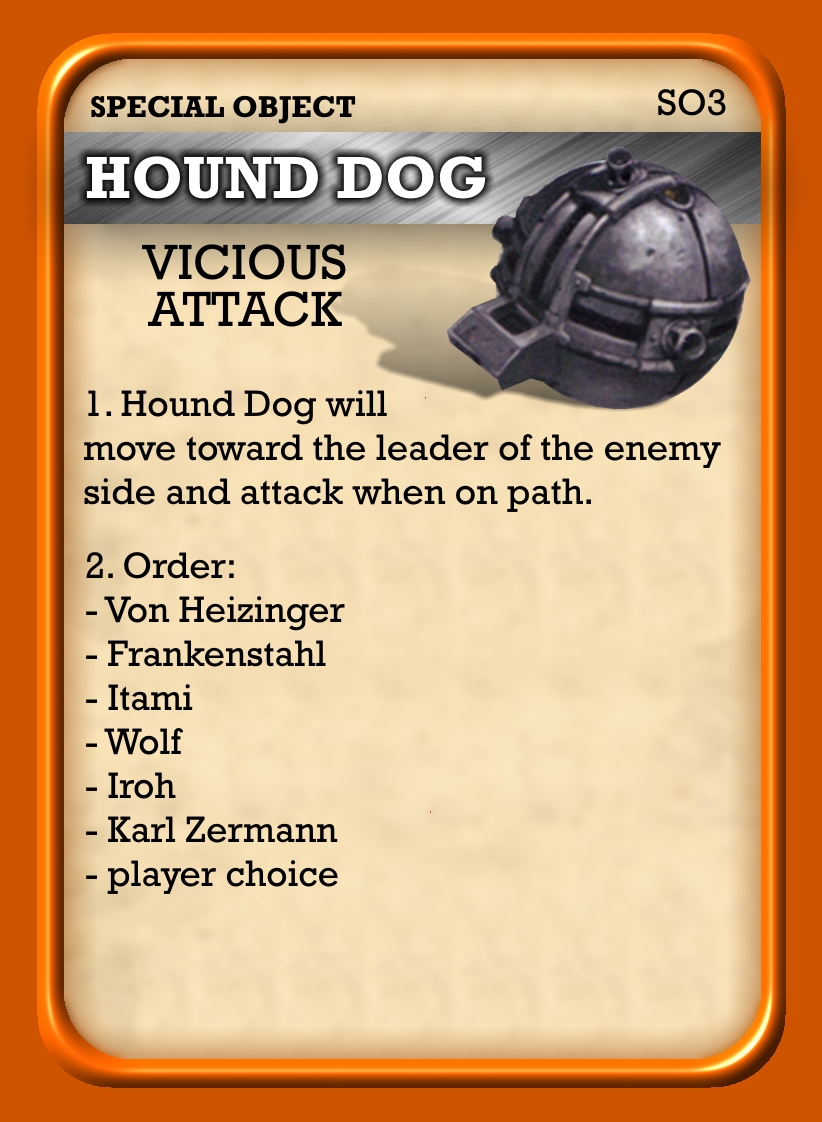 SPECIAL OBJECT
SO3
HOUND DOG
VICIOUS
ATTACK
1. Hound Dog will
move toward the leader of the enemy
side and attack when on path.
2. Order:
- Von Heizinger
- Frankenstahl
- Itami
- Wolf
- Iroh
- Karl Zermann
- player choice